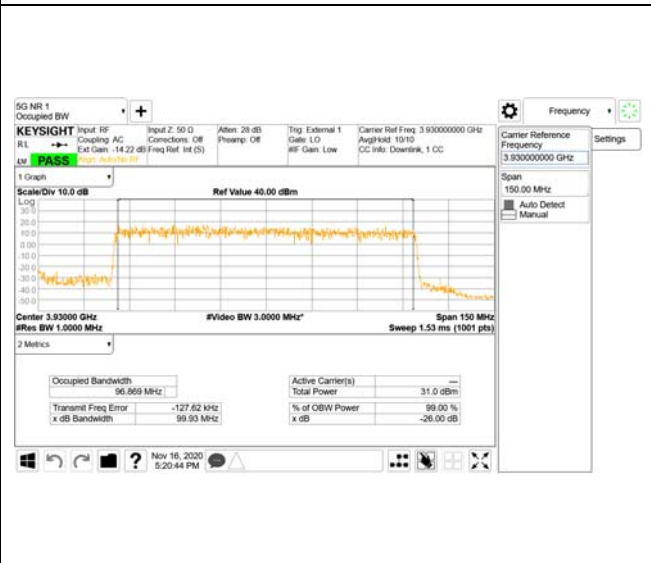 5G NR 1
Occupied BW
Frequency
KEYSIGHT
Input: RF
Input Z: 50 Ω
Atten: 28 dB
Trig: External 1
Carrier Ref Freq: 3.930000000 GHz
RL
Coupling: AC
Corrections: Off
Preamp: Off
Gate: LO
Avg|Hold: 10/10
Ext Gain: -14.22 dB
Freq Ref: Int (S)
#IF Gain: Low
CC Info: Downlink, 1 CC
PASS
Align: Auto/No RF
Carrier Reference
Frequency
3.930000000 GHz
Settings
Span
150.00 MHz
Auto Detect
Manual
1 Graph
Scale/Div 10.0 dB
Ref Value 40.00 dBm
Log
30.0
20.0
10.0
0.00
-10.0
-20.0
-30.0
-40.0
-50.0
Center 3.93000 GHz
#Video BW 3.0000 MHz*
Span 150 MHz
#Res BW 1.0000 MHz
Sweep 1.53 ms (1001 pts)
2 Metrics
Occupied Bandwidth
96.869 MHz
Active Carrier(s)
---
Total Power
31.0 dBm
Transmit Freq Error
-127.62 kHz
% of OBW Power
99.00 %
x dB Bandwidth
99.93 MHz
x dB
-26.00 dB
?
Nov 16, 2020
5:20:44 PM